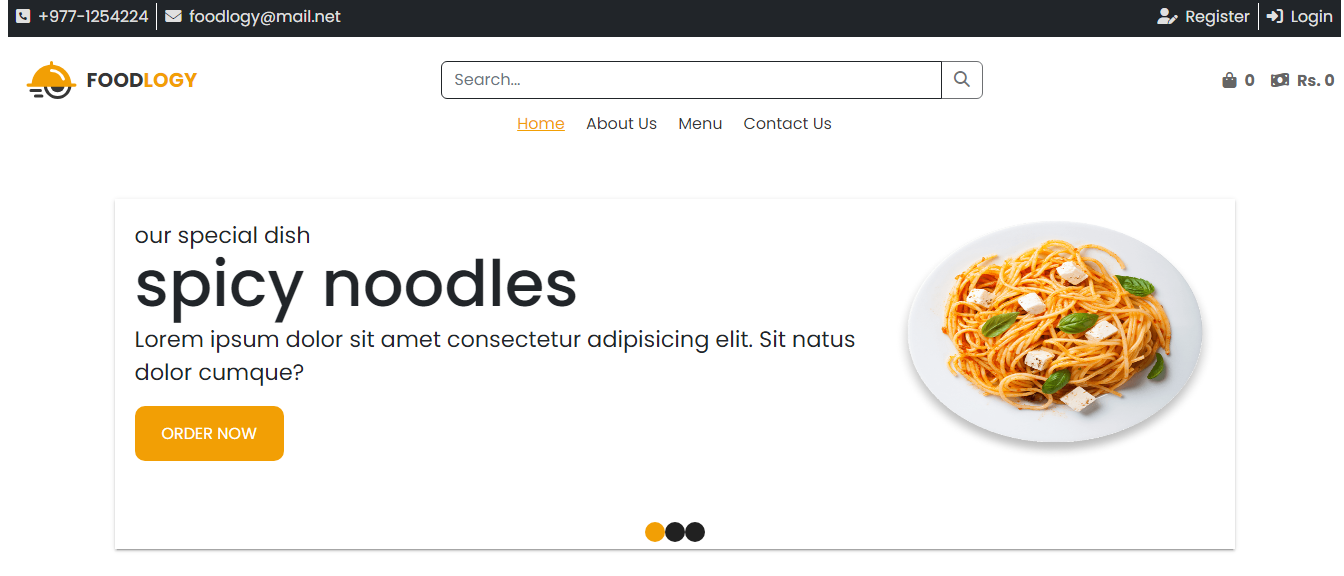 +977-1254224 foodlogy@mail.net Register Login
FOODLOGY Search... 0 Rs. 0
Home About Us Menu Contact Us
our special dish
spicy noodles
Lorem ipsum dolor sit amet consectetur adipisicing elit. Sit natus
dolor cumque?
ORDER NOW